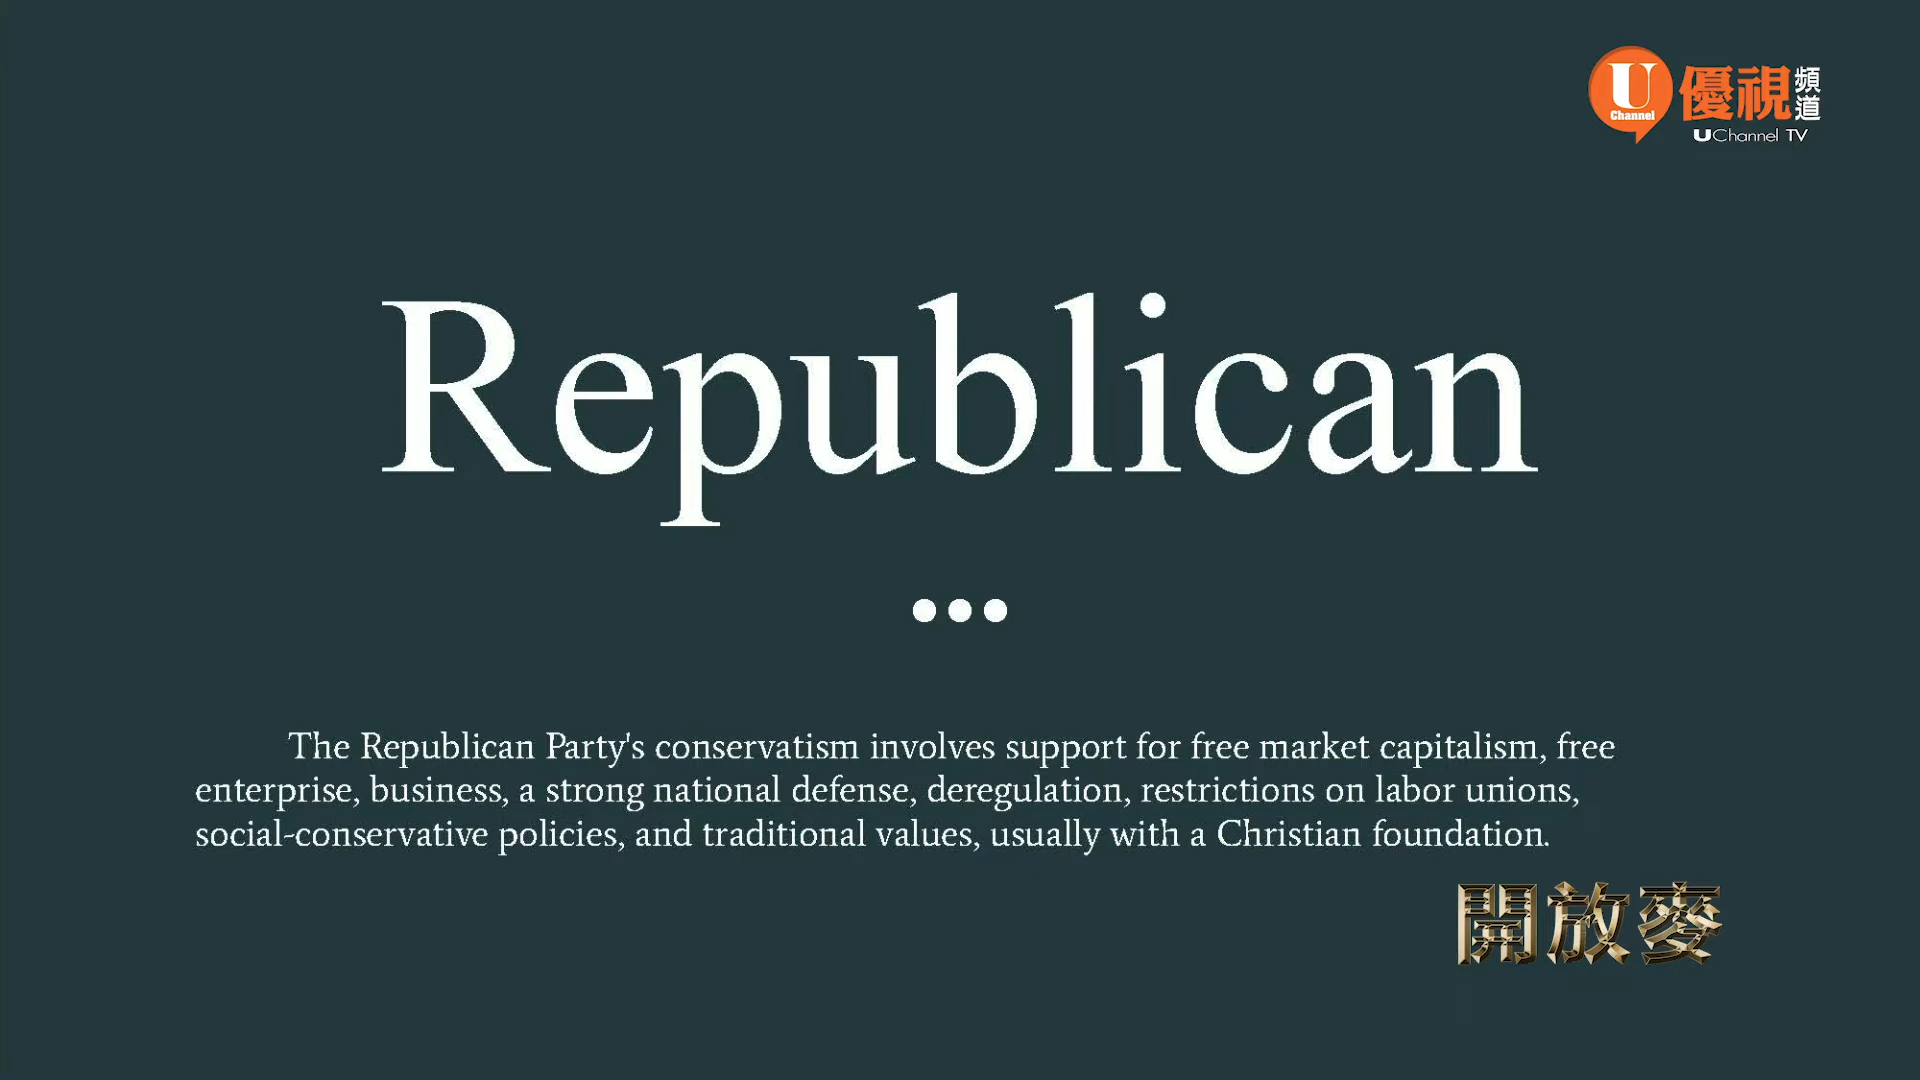 U
Channel
優視頻道
UChannel TV
Republican
•••
The Republican Party's conservatism involves support for free market capitalism, free
enterprise, business, a strong national defense, deregulation, restrictions on labor unions,
social-conservative policies, and traditional values, usually with a Christian foundation.
開放麥